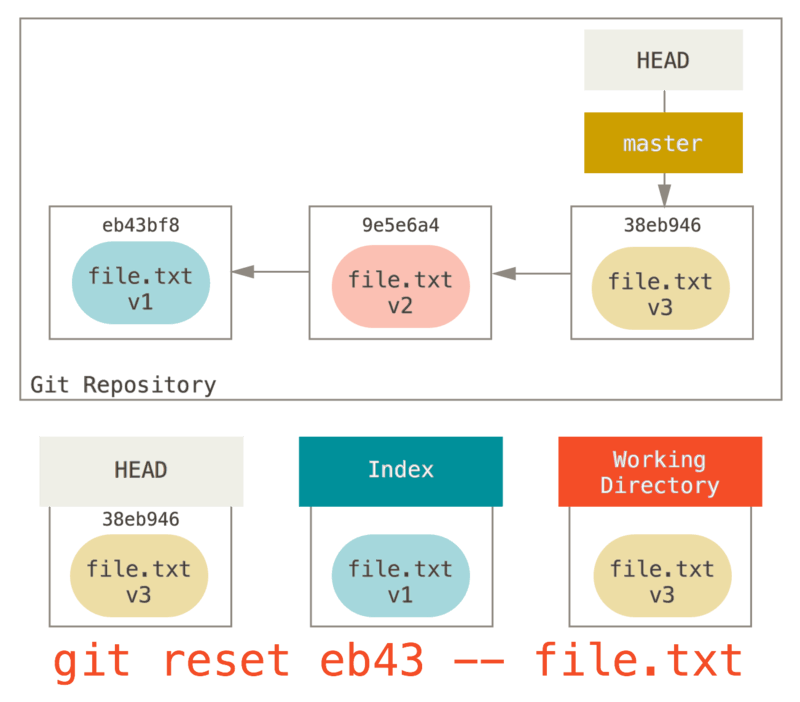 HEAD
master
eb43bf8
9e5e6a4
38eb946
file.txt
v1
file.txt
v2
file.txt
v3
Git Repository
HEAD
Index
Working
Directory
38eb946
file.txt
v3
file.txt
v1
file.txt
v3
git reset eb43 -- file.txt